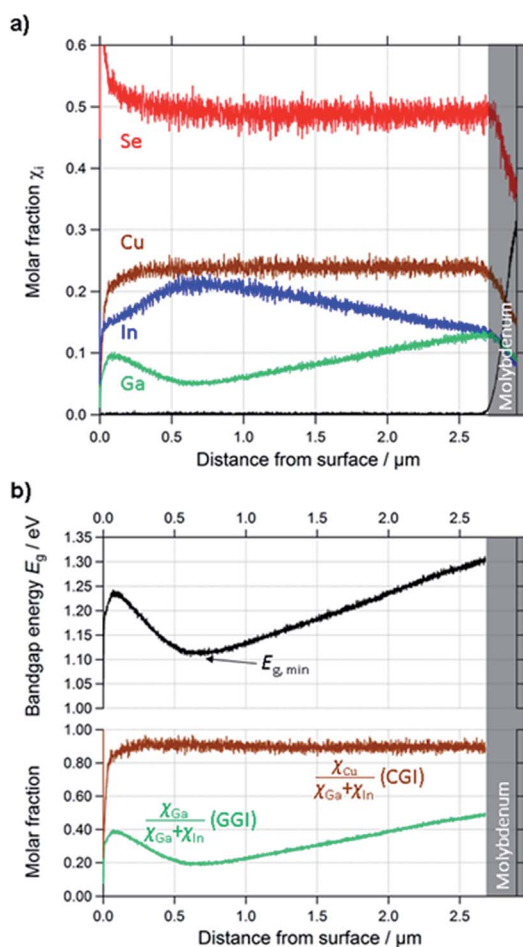 a)
0.6
0.5
0.4
0.3
0.2
0.1
0.0
Molar fraction χi
Se
Cu
In
Ga
Molybdenum
0.0 0.5 1.0 1.5 2.0 2.5
Distance from surface / μm
b)
0.0 0.5 1.0 1.5 2.0 2.5
1.35
1.30
1.25
1.20
1.15
1.10
1.00
Bandgap energy Eg / eV
Eg, min
1.00
0.80
0.60
0.40
0.20
Molar fraction
χCu
χGa+χIn
(CGI)
χGa
χGa+χIn
(GGI)
Molybdenum
0.0 0.5 1.0 1.5 2.0 2.5
Distance from surface / μm